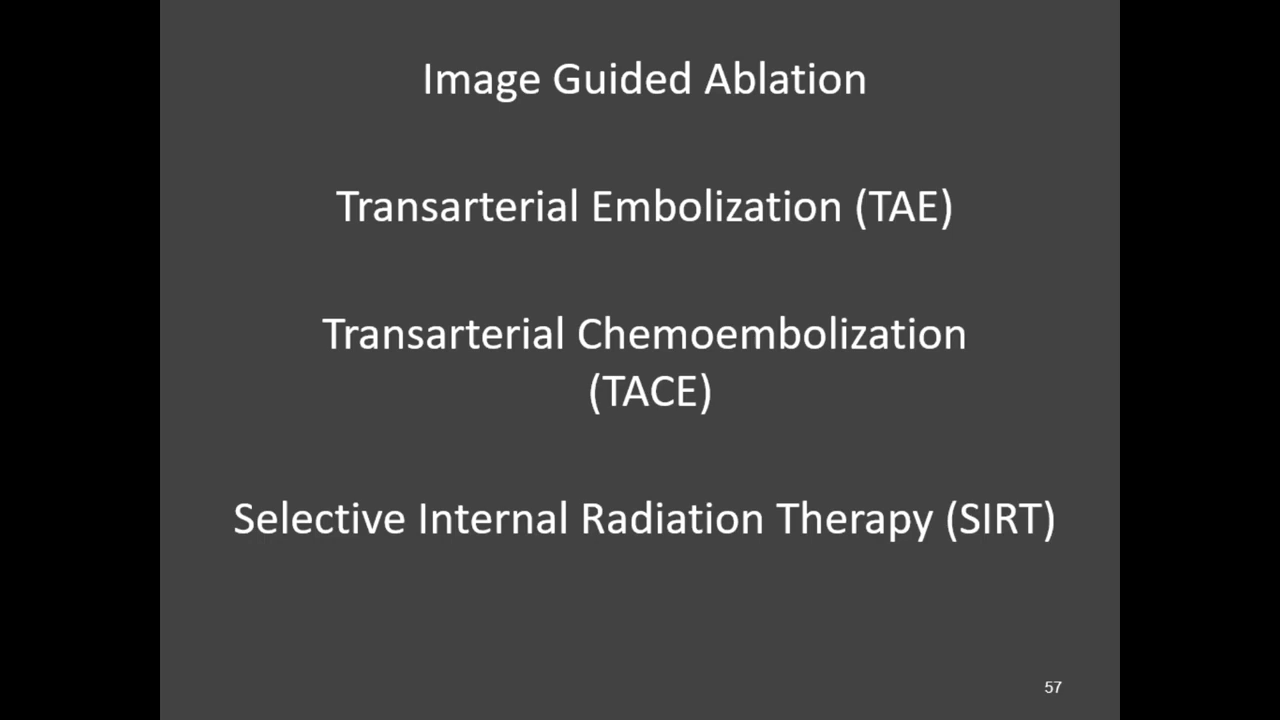 Image Guided Ablation
Transarterial Embolization (TAE)
Transarterial Chemoembolization
(TACE)
Selective Internal Radiation Therapy (SIRT)
57